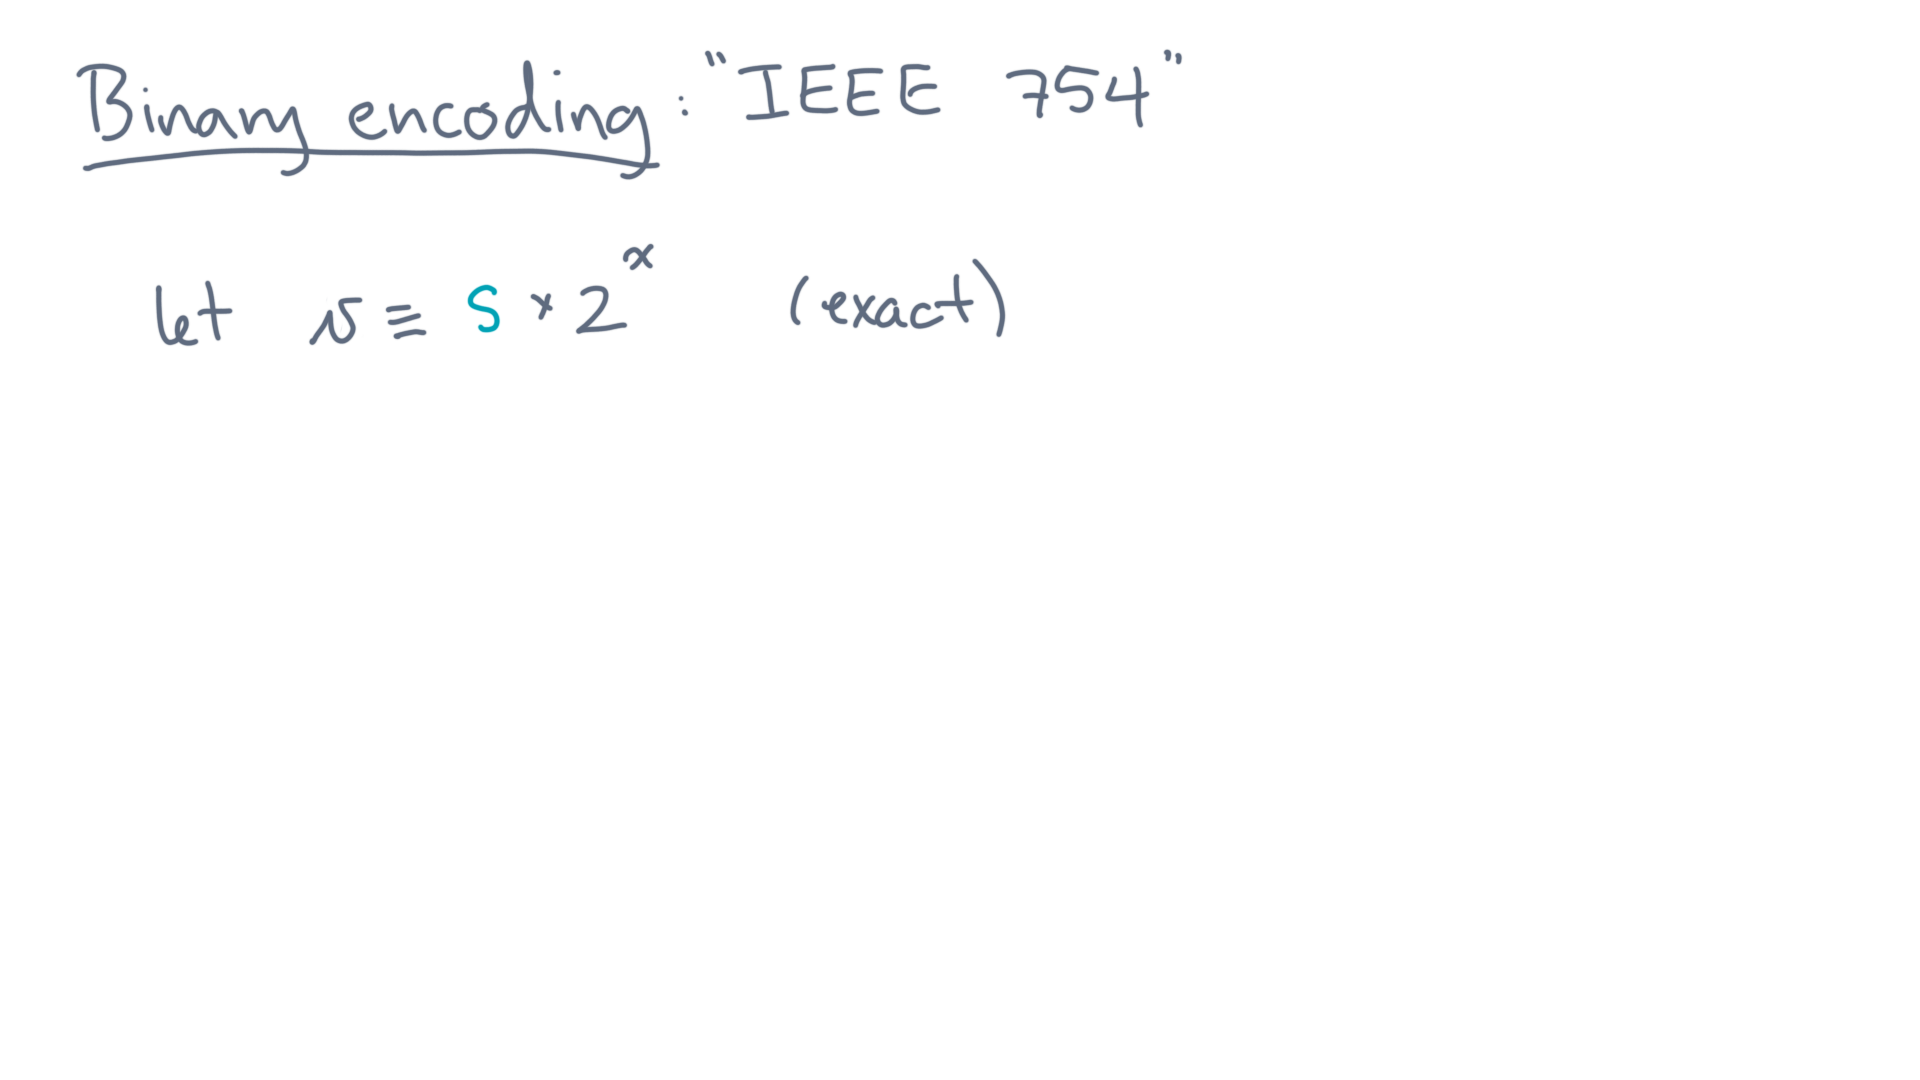 Binary encoding : "IEEE 754"
let v ≡ s × 2^x (exact)